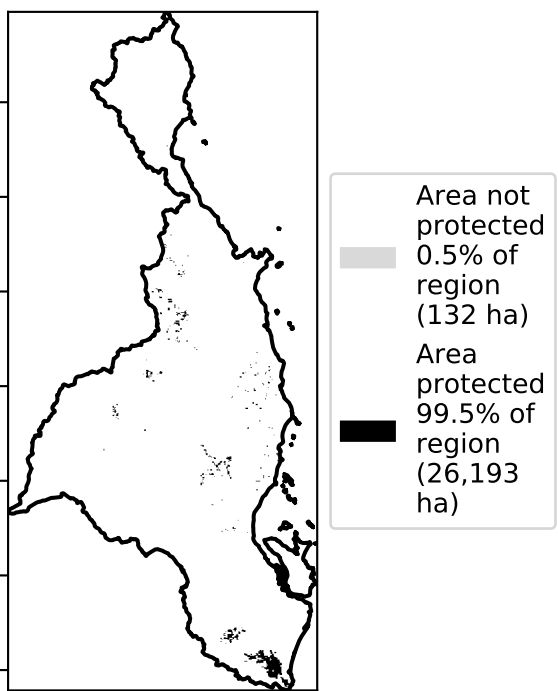 Area not
protected
0.5% of
region
(132 ha)
Area
protected
99.5% of
region
(26,193
ha)